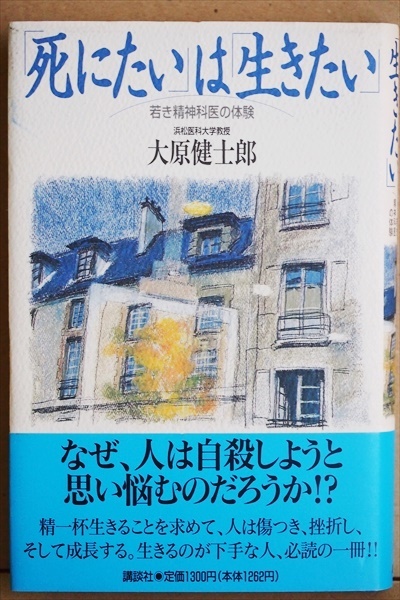 「死にたい」は「生きたい」
若き精神科医の体験
浜松医科大学教授
大原健士郎
なぜ、人は自殺しようと
思い悩むのだろうか!?
精一杯生きることを求めて、人は傷つき、挫折し、
そして成長する。生きるのが下手な人、必読の一冊!!
講談社●定価1300円(本体1262円)
「生きたい」